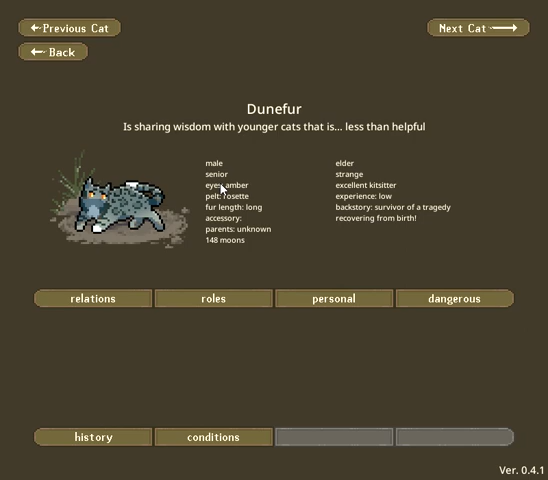 Previous Cat
Next Cat
Back
Dunefur
Is sharing wisdom with younger cats that is... less than helpful
male
senior
eyes: amber
pelt: rosette
fur length: long
accessory:
parents: unknown
148 moons
elder
strange
excellent kitsitter
experience: low
backstory: survivor of a tragedy
recovering from birth!
relations
roles
personal
dangerous
history
conditions
Ver. 0.4.1